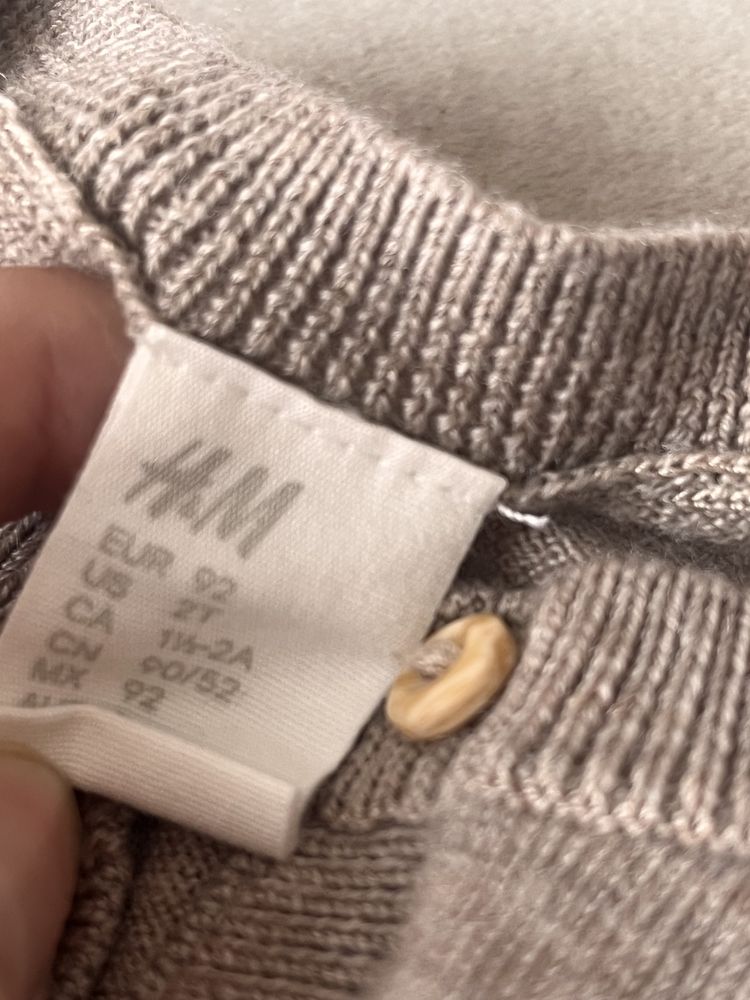 H&M
EUR 92
US 2T
CA 1½-2A
CN 90/52
MX 92